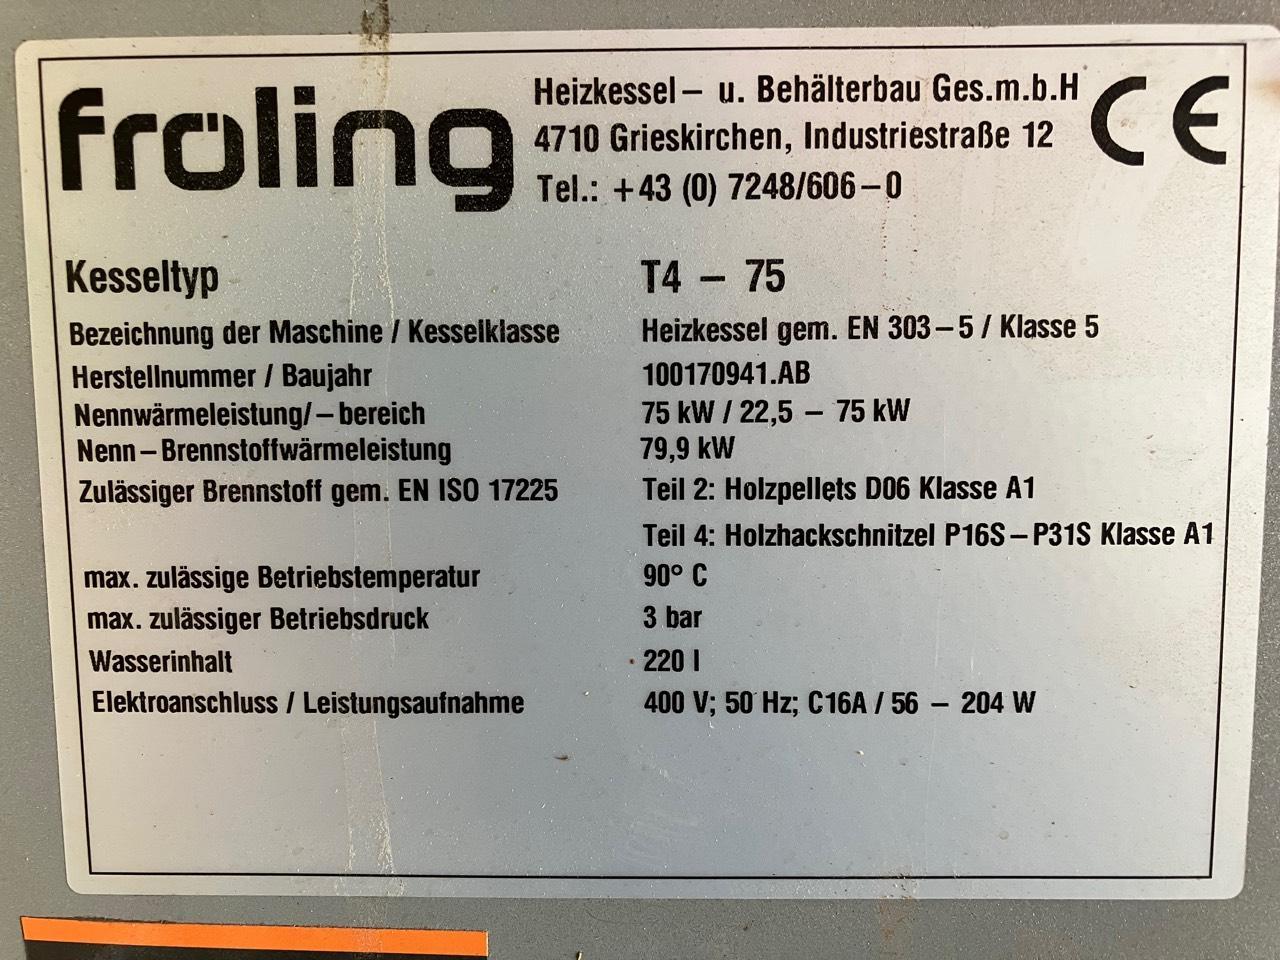 fröling
Heizkessel– u. Behälterbau Ges.m.b.H
4710 Grieskirchen, Industriestraße 12
Tel.: +43 (0) 7248/606–0
CE
Kesseltyp T4 – 75
Bezeichnung der Maschine / Kesselklasse Heizkessel gem. EN 303–5 / Klasse 5
Herstellnummer / Baujahr 100170941.AB
Nennwärmeleistung/–bereich 75 kW / 22,5 – 75 kW
Nenn–Brennstoffwärmeleistung 79,9 kW
Zulässiger Brennstoff gem. EN ISO 17225 Teil 2: Holzpellets D06 Klasse A1
Teil 4: Holzhackschnitzel P16S–P31S Klasse A1
max. zulässige Betriebstemperatur 90° C
max. zulässiger Betriebsdruck 3 bar
Wasserinhalt 220 l
Elektroanschluss / Leistungsaufnahme 400 V; 50 Hz; C16A / 56 – 204 W